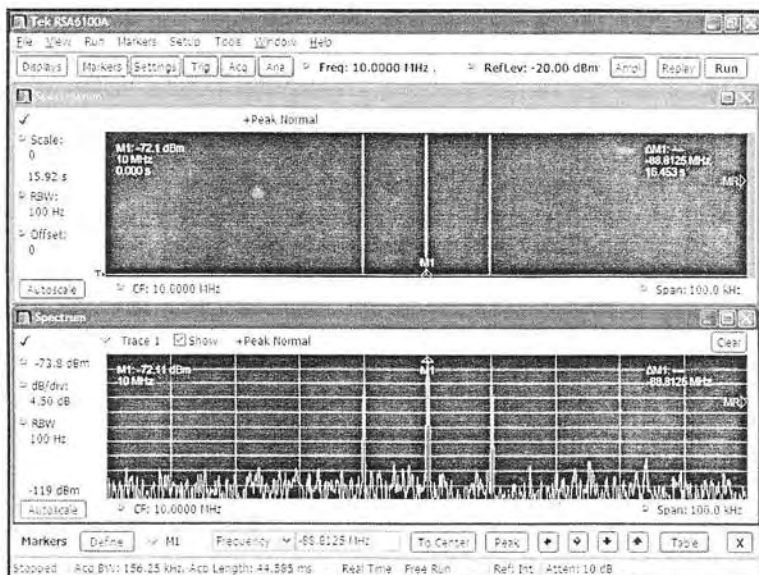 Tek RSA6100A
File View Run Markers Setup Tools Window Help
Displays Markers Settings Trig Acq Ana Freq: 10.0000 MHz RefLev: -20.00 dBm Ampl Replay Run
+Peak Normal
Scale:
0
15.92 s
RBW:
100 Hz
Offset:
0
Autoscale
M1: -72.1 dBm
10 MHz
0.000 s
ΔM1: ---
-88.8125 MHz
16.453 s
MR
M1
CF: 10.0000 MHz Span: 100.0 kHz
Spectrum
Trace 1 Show +Peak Normal Clear
-73.8 dBm
dB/div:
4.50 dB
RBW
100 Hz
-119 dBm
Autoscale
M1: -72.11 dBm
10 MHz
M1
ΔM1: ---
-88.8125 MHz
MR
CF: 10.0000 MHz Span: 100.0 kHz
Markers Define M1 Frequency -88.8125 MHz To Center Peak Table X
Stopped Acq BW: 156.25 kHz, Acq Length: 44.595 ms Real Time Free Run Ref: Int Atten: 10 dB